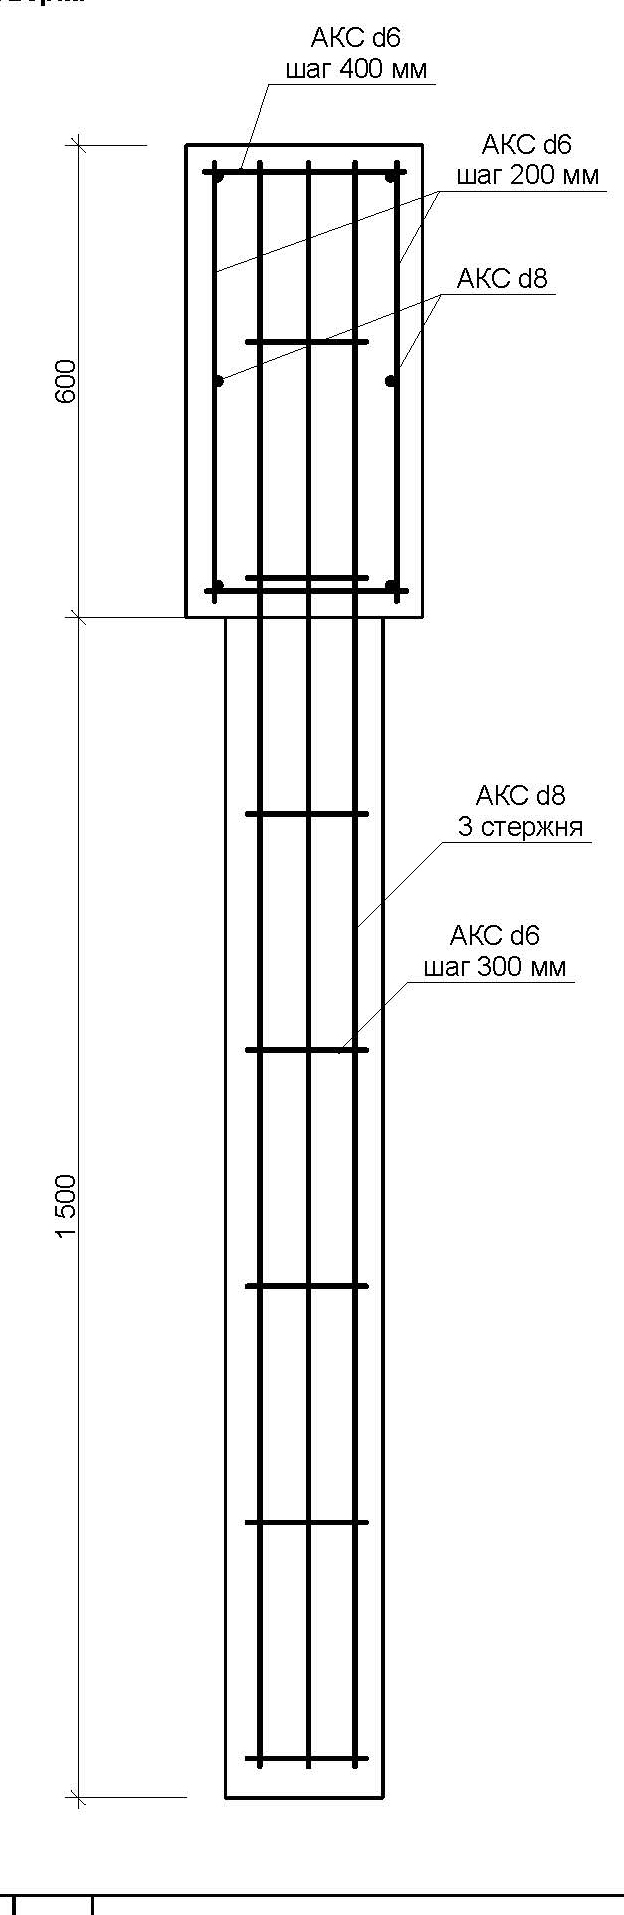 АКС d6
шаг 400 мм
АКС d6
шаг 200 мм
АКС d8
600
АКС d8
3 стержня
АКС d6
шаг 300 мм
1 500